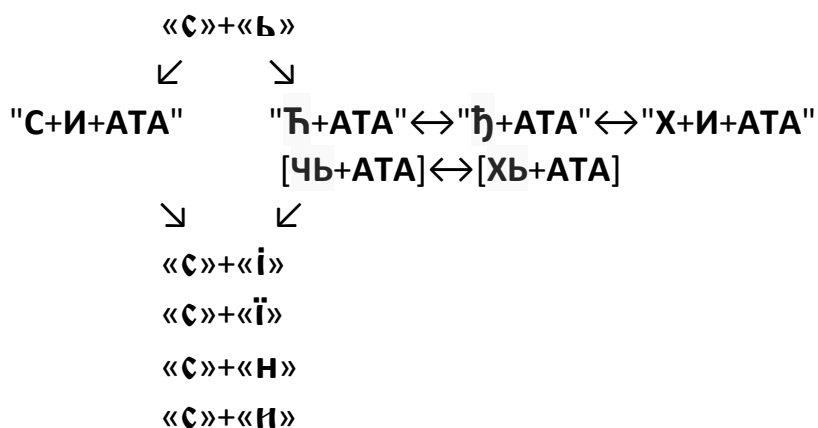 «с»+«ь»
↙ ↘
"С+И+АТА" "Ћ+АТА"↔"ђ+АТА"↔"Х+И+АТА"
[ЧЬ+АТА]↔[ХЬ+АТА]
↘ ↙
«с»+«і»
«с»+«ї»
«с»+«н»
«с»+«и»